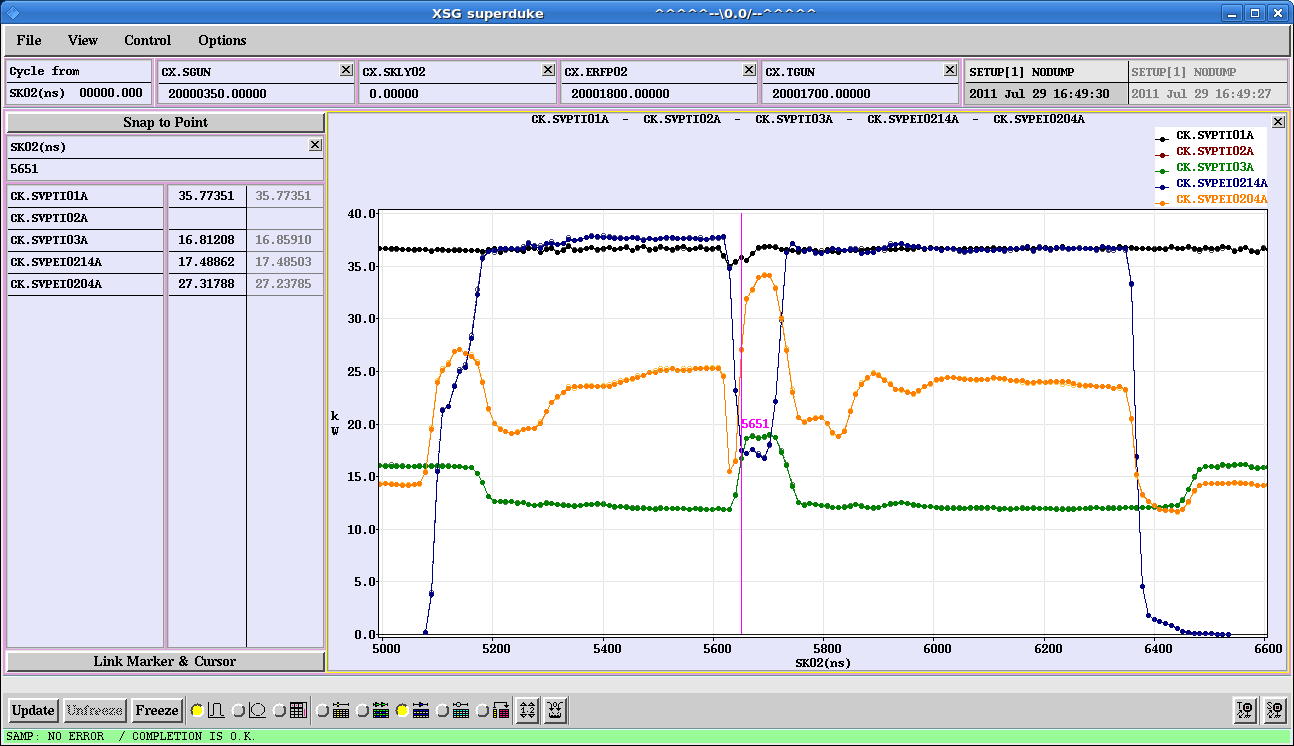 XSG superduke ^^^^^--\0.0/--^^^^^
File View Control Options
Cycle from
SK02(ns) 00000.000
CX.SGUN
20000350.00000
CX.SKLY02
0.00000
CX.ERFP02
20001800.00000
CX.TGUN
20001700.00000
SETUP[1] NODUMP
2011 Jul 29 16:49:30
SETUP[1] NODUMP
2011 Jul 29 16:49:27
Snap to Point
SK02(ns)
5651
CK.SVPTI01A 35.77351 35.77351
CK.SVPTI02A
CK.SVPTI03A 16.81208 16.85910
CK.SVPEI0214A 17.48862 17.48503
CK.SVPEI0204A 27.31788 27.23785
Link Marker & Cursor
CK.SVPTI01A - CK.SVPTI02A - CK.SVPTI03A - CK.SVPEI0214A - CK.SVPEI0204A
CK.SVPTI01A
CK.SVPTI02A
CK.SVPTI03A
CK.SVPEI0214A
CK.SVPEI0204A
40.0
35.0
30.0
25.0
20.0
15.0
10.0
5.0
0.0
k
W
5651
5000 5200 5400 5600 5800 6000 6200 6400 6600
SK02(ns)
Update Unfreeze Freeze
SAMP: NO ERROR / COMPLETION IS O.K.